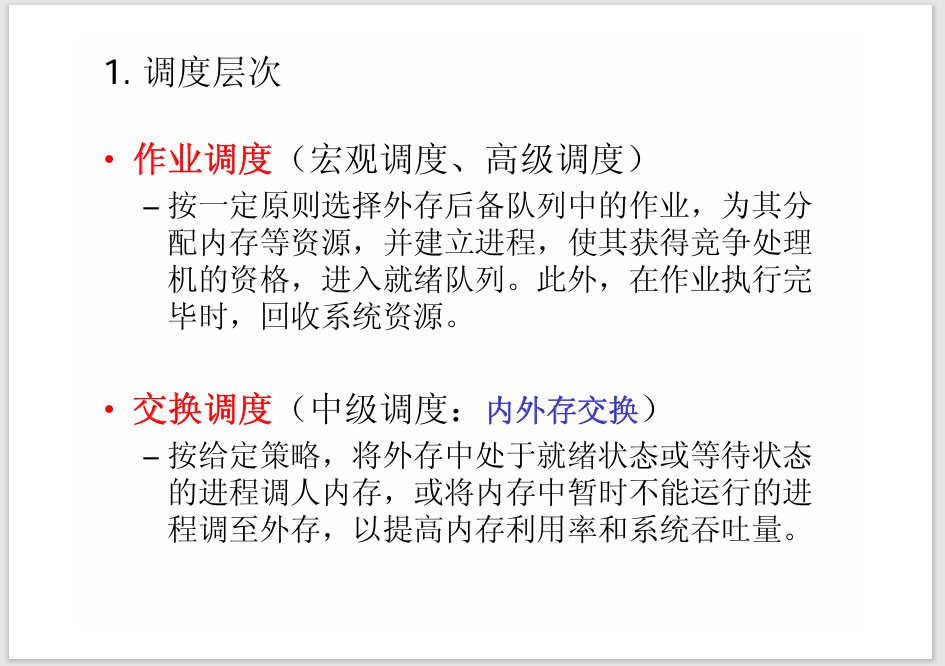 1. 调度层次
• 作业调度（宏观调度、高级调度）
– 按一定原则选择外存后备队列中的作业，为其分
配内存等资源，并建立进程，使其获得竞争处理
机的资格，进入就绪队列。此外，在作业执行完
毕时，回收系统资源。
• 交换调度（中级调度：内外存交换）
– 按给定策略，将外存中处于就绪状态或等待状态
的进程调人内存，或将内存中暂时不能运行的进
程调至外存，以提高内存利用率和系统吞吐量。